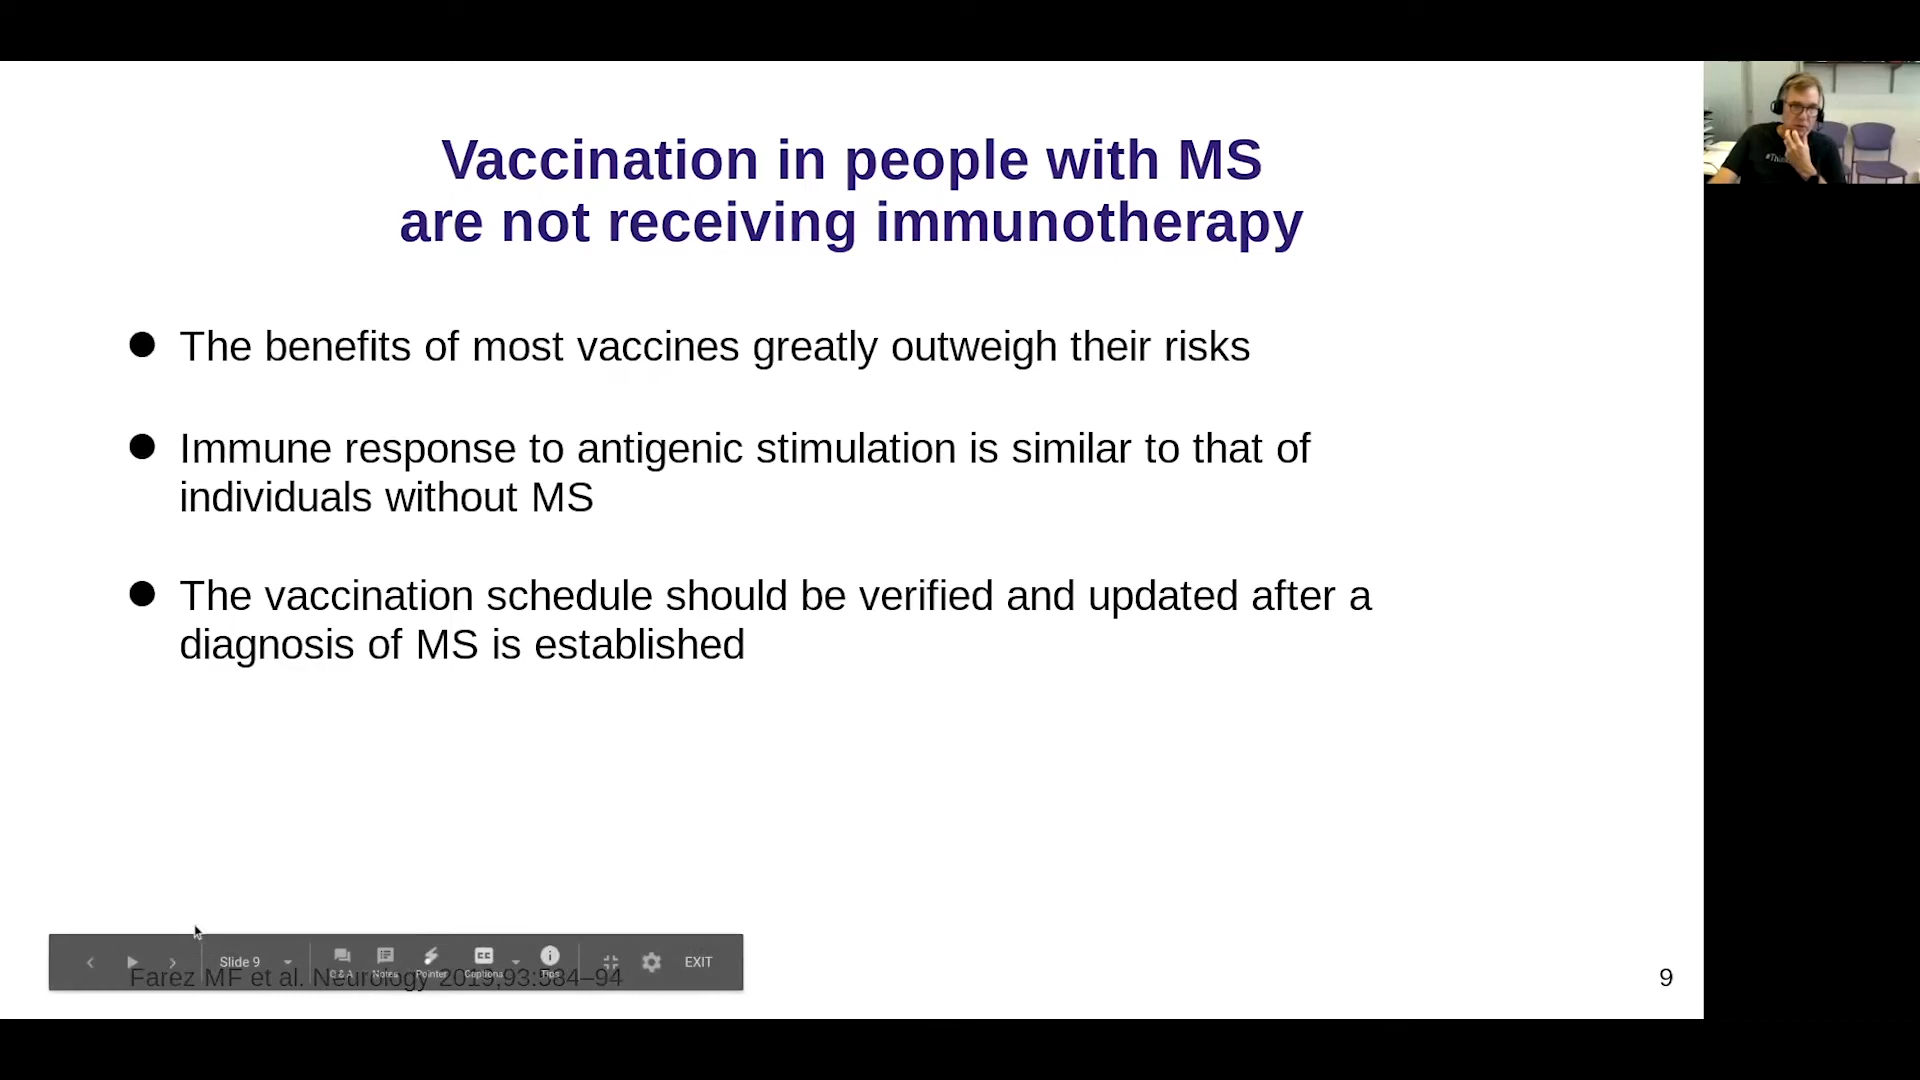 Vaccination in people with MS
are not receiving immunotherapy
● The benefits of most vaccines greatly outweigh their risks
● Immune response to antigenic stimulation is similar to that of
individuals without MS
● The vaccination schedule should be verified and updated after a
diagnosis of MS is established
Slide 9
Q & A Notes Pointer Captions Tips
EXIT
Farez MF et al. Neurology 2019;93:584–94
9